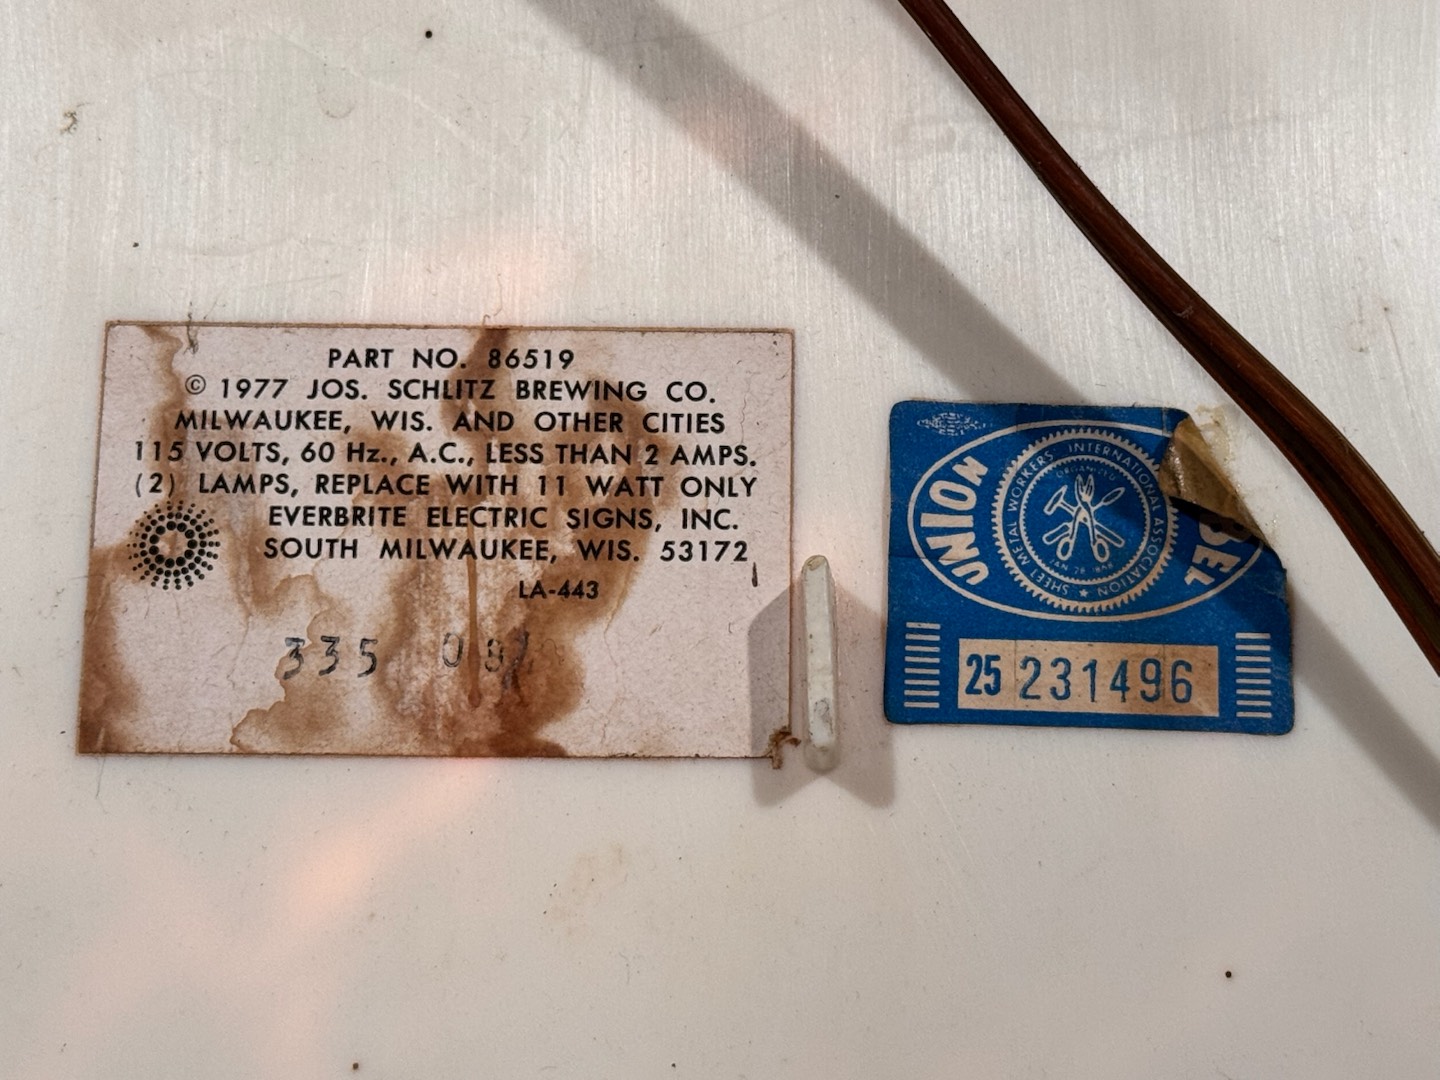 PART NO. 86519
© 1977 JOS. SCHLITZ BREWING CO.
MILWAUKEE, WIS. AND OTHER CITIES
115 VOLTS, 60 Hz., A.C., LESS THAN 2 AMPS.
(2) LAMPS, REPLACE WITH 11 WATT ONLY
EVERBRITE ELECTRIC SIGNS, INC.
SOUTH MILWAUKEE, WIS. 53172
LA-443
335
UNION
SHEET METAL WORKERS INTERNATIONAL ASSOCIATION ★
25 231496